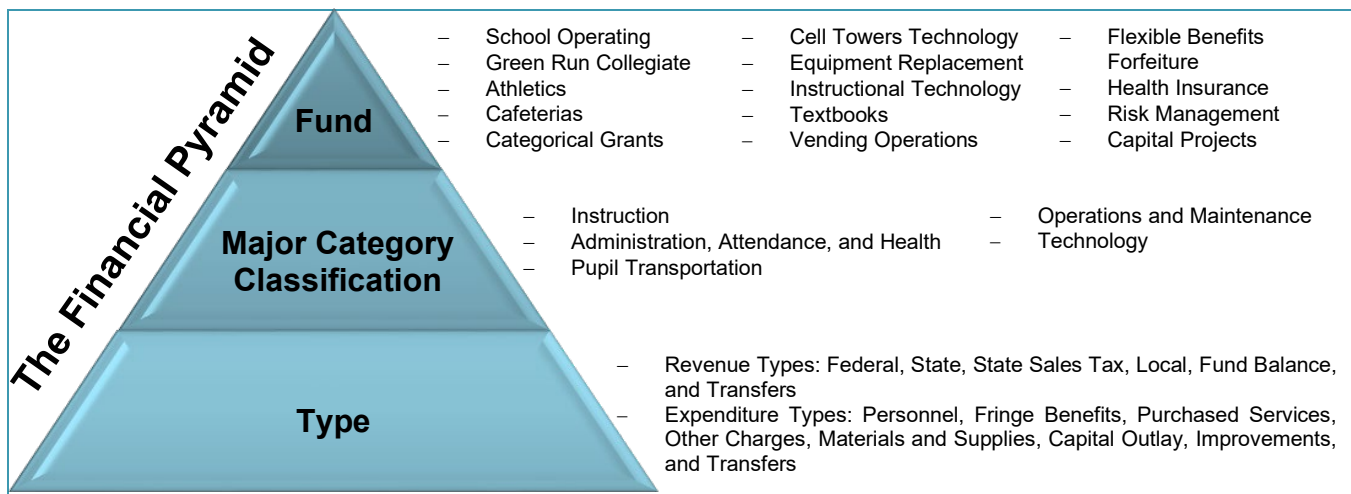 The Financial Pyramid
Fund
– School Operating
– Green Run Collegiate
– Athletics
– Cafeterias
– Categorical Grants
– Cell Towers Technology
– Equipment Replacement
– Instructional Technology
– Textbooks
– Vending Operations
– Flexible Benefits
Forfeiture
– Health Insurance
– Risk Management
– Capital Projects
Major Category
Classification
– Instruction
– Administration, Attendance, and Health
– Pupil Transportation
– Operations and Maintenance
– Technology
Type
– Revenue Types: Federal, State, State Sales Tax, Local, Fund Balance,
and Transfers
– Expenditure Types: Personnel, Fringe Benefits, Purchased Services,
Other Charges, Materials and Supplies, Capital Outlay, Improvements,
and Transfers